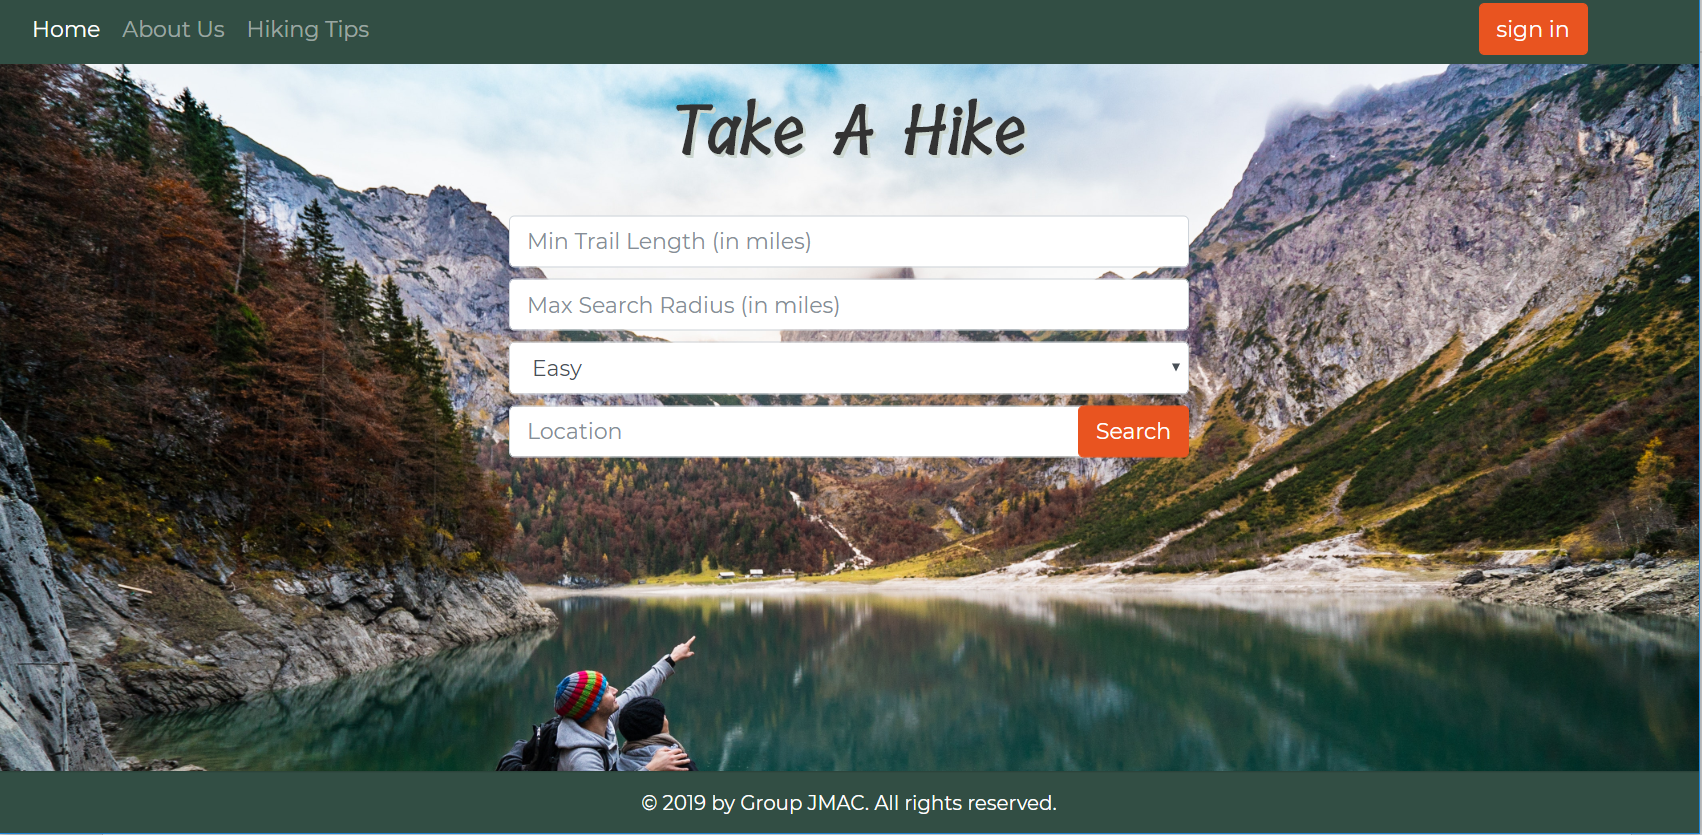 Home About Us Hiking Tips sign in
Take A Hike
Min Trail Length (in miles)
Max Search Radius (in miles)
Easy
Location Search
© 2019 by Group JMAC. All rights reserved.